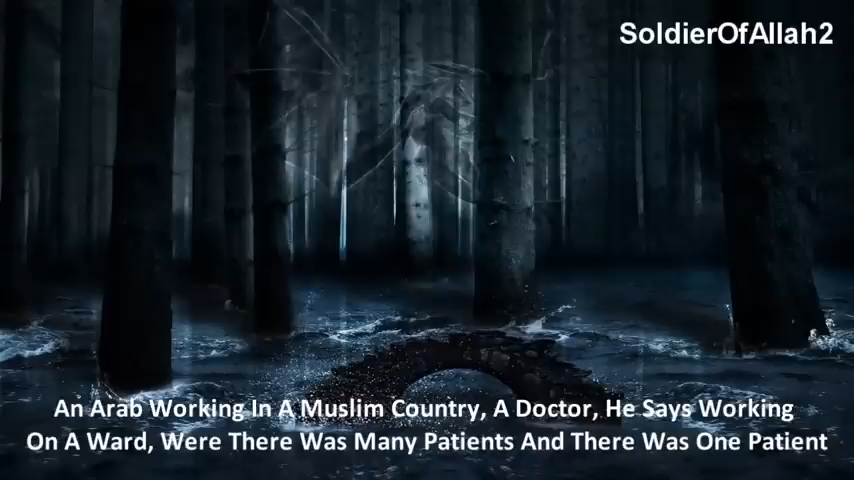 SoldierOfAllah2
An Arab Working In A Muslim Country, A Doctor, He Says Working
On A Ward, Were There Was Many Patients And There Was One Patient